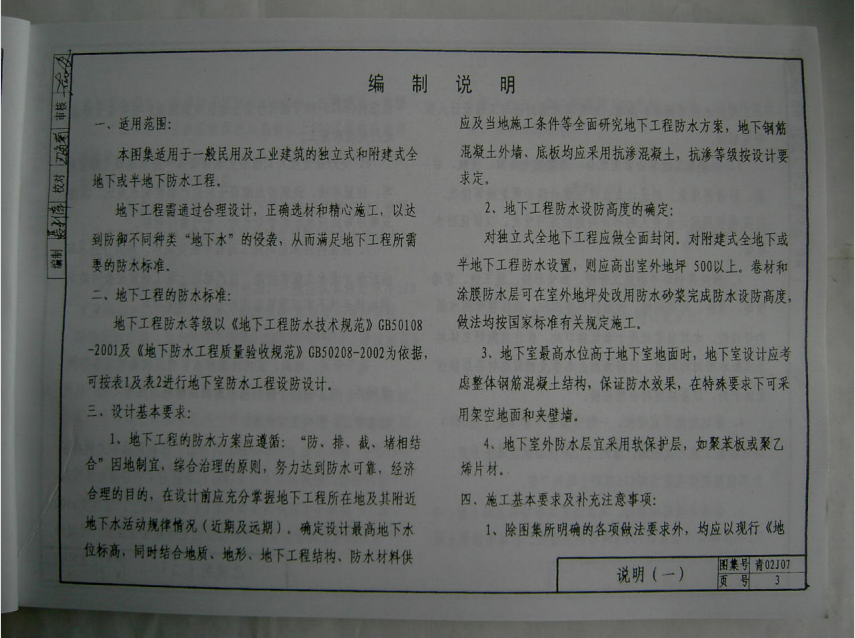 编制说明
一、适用范围：
本图集适用于一般民用及工业建筑的独立式和附建式全
地下或半地下防水工程。
地下工程需通过合理设计，正确选材和精心施工，以达
到防御不同种类“地下水”的侵袭，从而满足地下工程所需
要的防水标准。
二、地下工程的防水标准：
地下工程防水等级以《地下工程防水技术规范》GB50108
-2001及《地下防水工程质量验收规范》GB50208-2002为依据，
可按表1及表2进行地下室防水工程设防设计。
三、设计基本要求：
1、地下工程的防水方案应遵循：“防、排、截、堵相结
合”因地制宜，综合治理的原则，努力达到防水可靠，经济
合理的目的，在设计前应充分掌握地下工程所在地及其附近
地下水活动规律情况（近期及远期）。确定设计最高地下水
位标高，同时结合地质、地形、地下工程结构、防水材料供
应及当地施工条件等全面研究地下工程防水方案，地下钢筋
混凝土外墙、底板均应采用抗渗混凝土，抗渗等级按设计要
求定。
2、地下工程防水设防高度的确定：
对独立式全地下工程应做全面封闭。对附建式全地下或
半地下工程防水设置，则应高出室外地坪 500以上。卷材和
涂膜防水层可在室外地坪处改用防水砂浆完成防水设防高度，
做法均按国家标准有关规定施工。
3、地下室最高水位高于地下室地面时，地下室设计应考
虑整体钢筋混凝土结构，保证防水效果，在特殊要求下可采
用架空地面和夹壁墙。
4、地下室外防水层宜采用软保护层，如聚苯板或聚乙
烯片材。
四、施工基本要求及补充注意事项：
1、除图集所明确的各项做法要求外，均应以现行《地
说明（一）
图集号 青02J07
页 号 3
审核
校对
编制